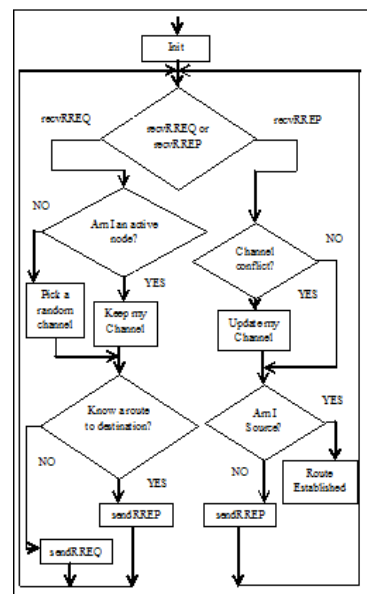 Init
recvRREQ
recvRREQ or
recvRREP
recvRREP
NO
Am I an active
node?
YES
Pick a
random
channel
Keep my
Channel
Channel
conflict?
NO
YES
Update my
Channel
Know a route
to destination?
NO
YES
sendRREP
sendRREQ
Am I
Source?
YES
NO
Route
Established
sendRREP